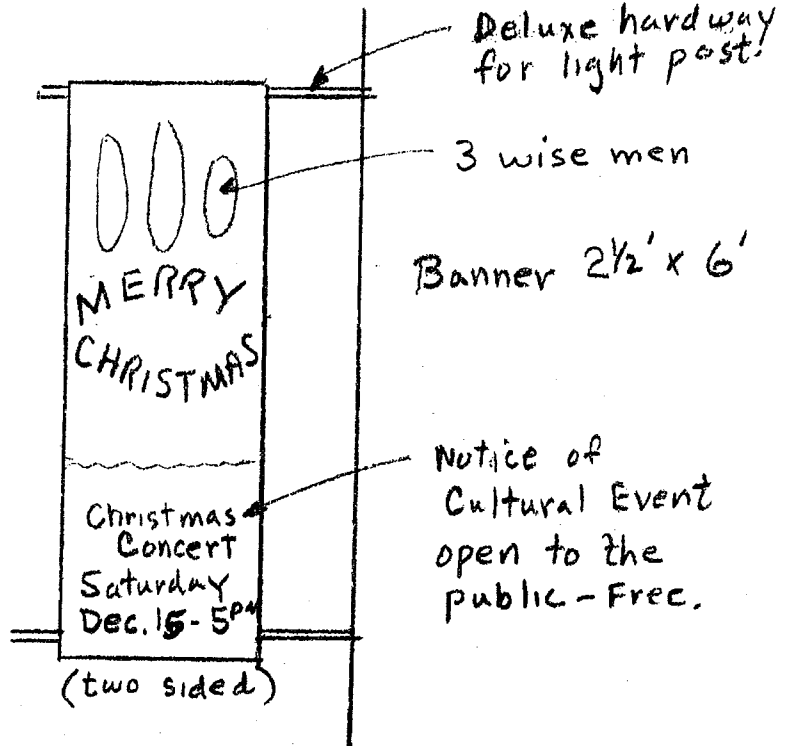 Deluxe hardway
for light post.
3 wise men
Banner 2½' x 6'
MERRY
CHRISTMAS
Notice of
Cultural Event
open to the
public - Free.
Christmas
Concert
Saturday
Dec. 15 - 5PM
(two sided)